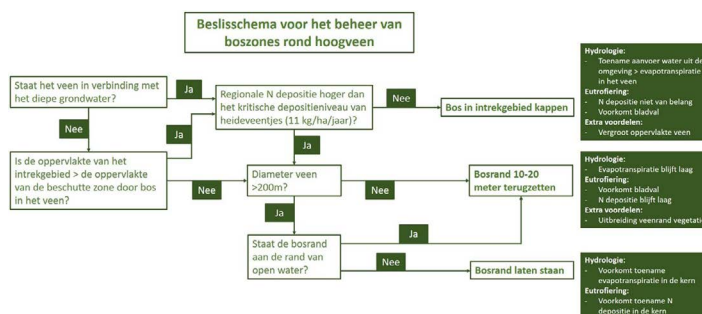 Beslisschema voor het beheer van
boszones rond hoogveen
Staat het veen in verbinding met
het diepe grondwater?
Ja
Regionale N depositie hoger dan
het kritische depositieniveau van
heideveentjes (11 kg/ha/jaar)?
Nee
Bos in intrekgebied kappen
Nee
Ja
Ja
Is de oppervlakte van het
intrekgebied > de oppervlakte
van de beschutte zone door bos
in het veen?
Nee
Diameter veen
>200m?
Nee
Bosrand 10-20
meter terugzetten
Ja
Ja
Staat de bosrand
aan de rand van
open water?
Nee
Bosrand laten staan
Hydrologie:
- Toename aanvoer water uit de
omgeving > evapotranspiratie
in het veen
Eutrofiering:
- N depositie niet van belang
- Voorkomt bladval
Extra voordelen:
- Vergroot oppervlakte veen
Hydrologie:
- Evapotranspiratie blijft laag
Eutrofiering:
- Voorkomt bladval
- N depositie blijft laag
Extra voordelen:
- Uitbreiding veenrand vegetati
Hydrologie:
- Voorkomt toename
evapotranspiratie in de kern
Eutrofiering:
- Voorkomt toename N
depositie in de kern